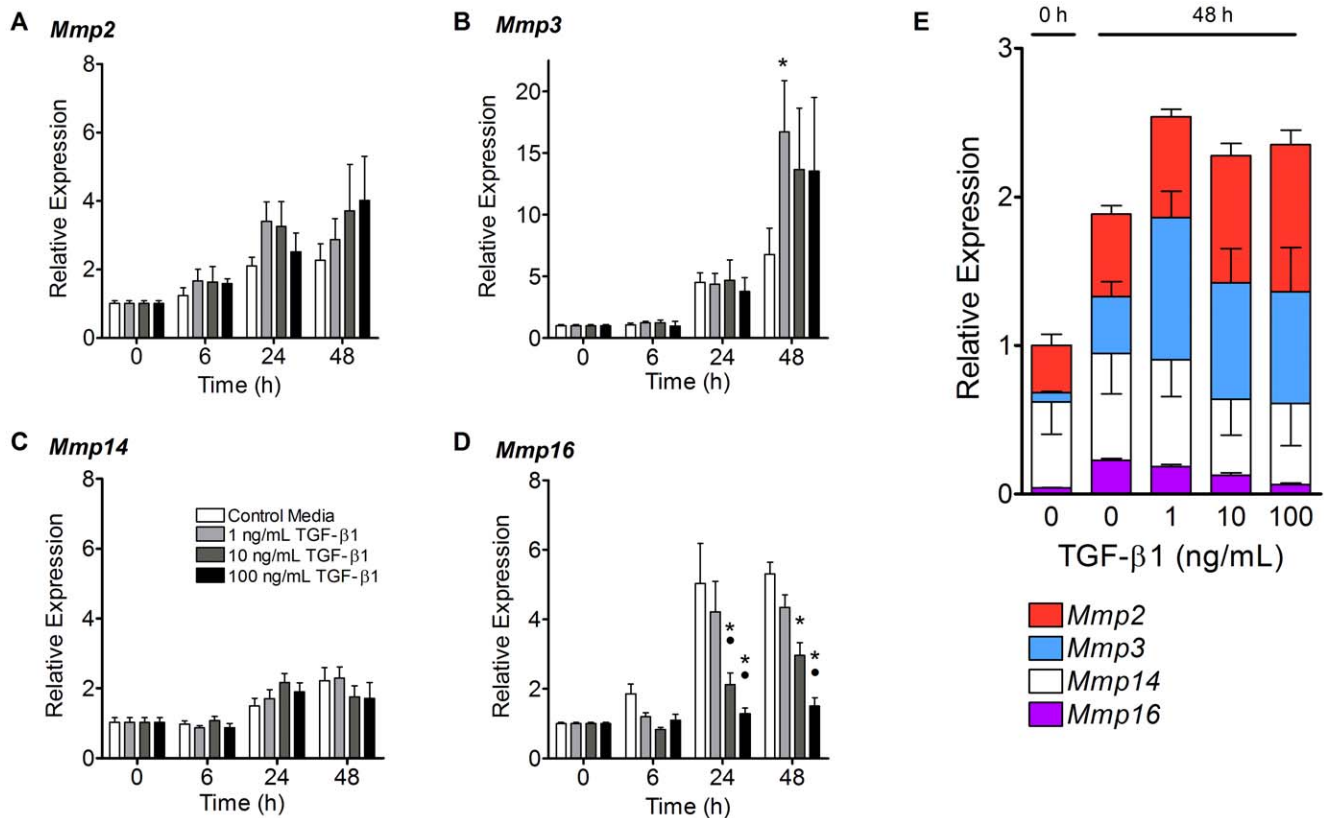 A Mmp2
8
6
4
2
0
Relative Expression
0 6 24 48
Time (h)
B Mmp3
20
15
10
5
0
Relative Expression
*
0 6 24 48
Time (h)
C Mmp14
8
6
4
2
0
Relative Expression
Control Media
1 ng/mL TGF-β1
10 ng/mL TGF-β1
100 ng/mL TGF-β1
0 6 24 48
Time (h)
D Mmp16
8
6
4
2
0
Relative Expression
* * * *
0 6 24 48
Time (h)
E
0 h 48 h
3
2
1
0
Relative Expression
0 0 1 10 100
TGF-β1 (ng/mL)
Mmp2
Mmp3
Mmp14
Mmp16